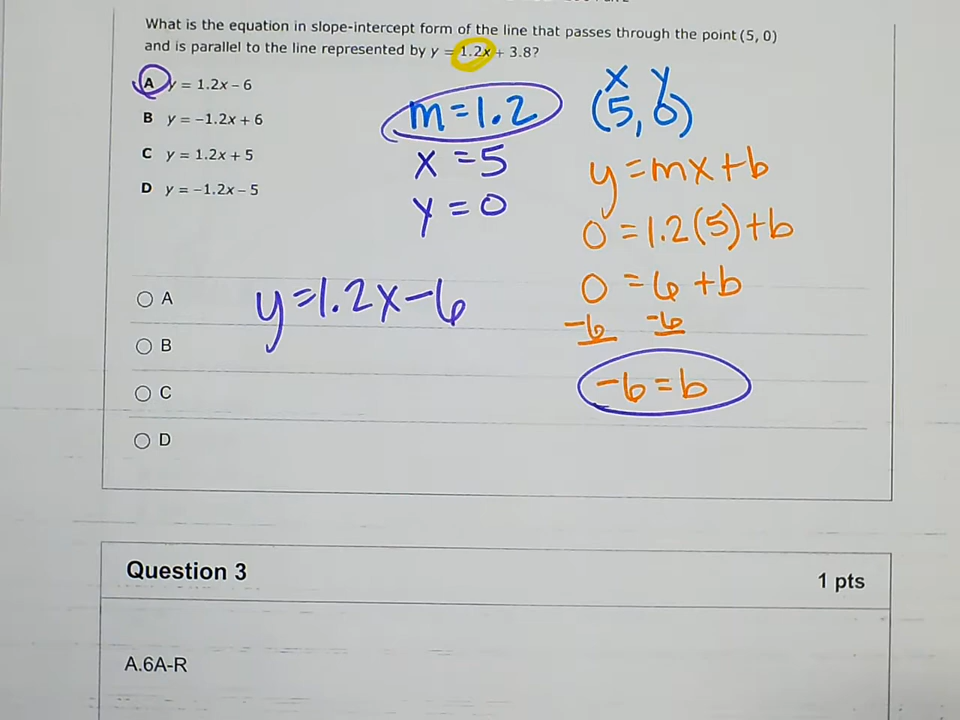 What is the equation in slope-intercept form of the line that passes through the point (5, 0)
and is parallel to the line represented by y = 1.2x + 3.8?
A y = 1.2x – 6
B y = –1.2x + 6
C y = 1.2x + 5
D y = –1.2x – 5
m=1.2
x =5
y =0
x y
(5, 0)
y =mx+b
0 =1.2(5)+b
0 =6+b
-6 -6
-6=b
y=1.2x-6
A
B
C
D
Question 3
1 pts
A.6A-R